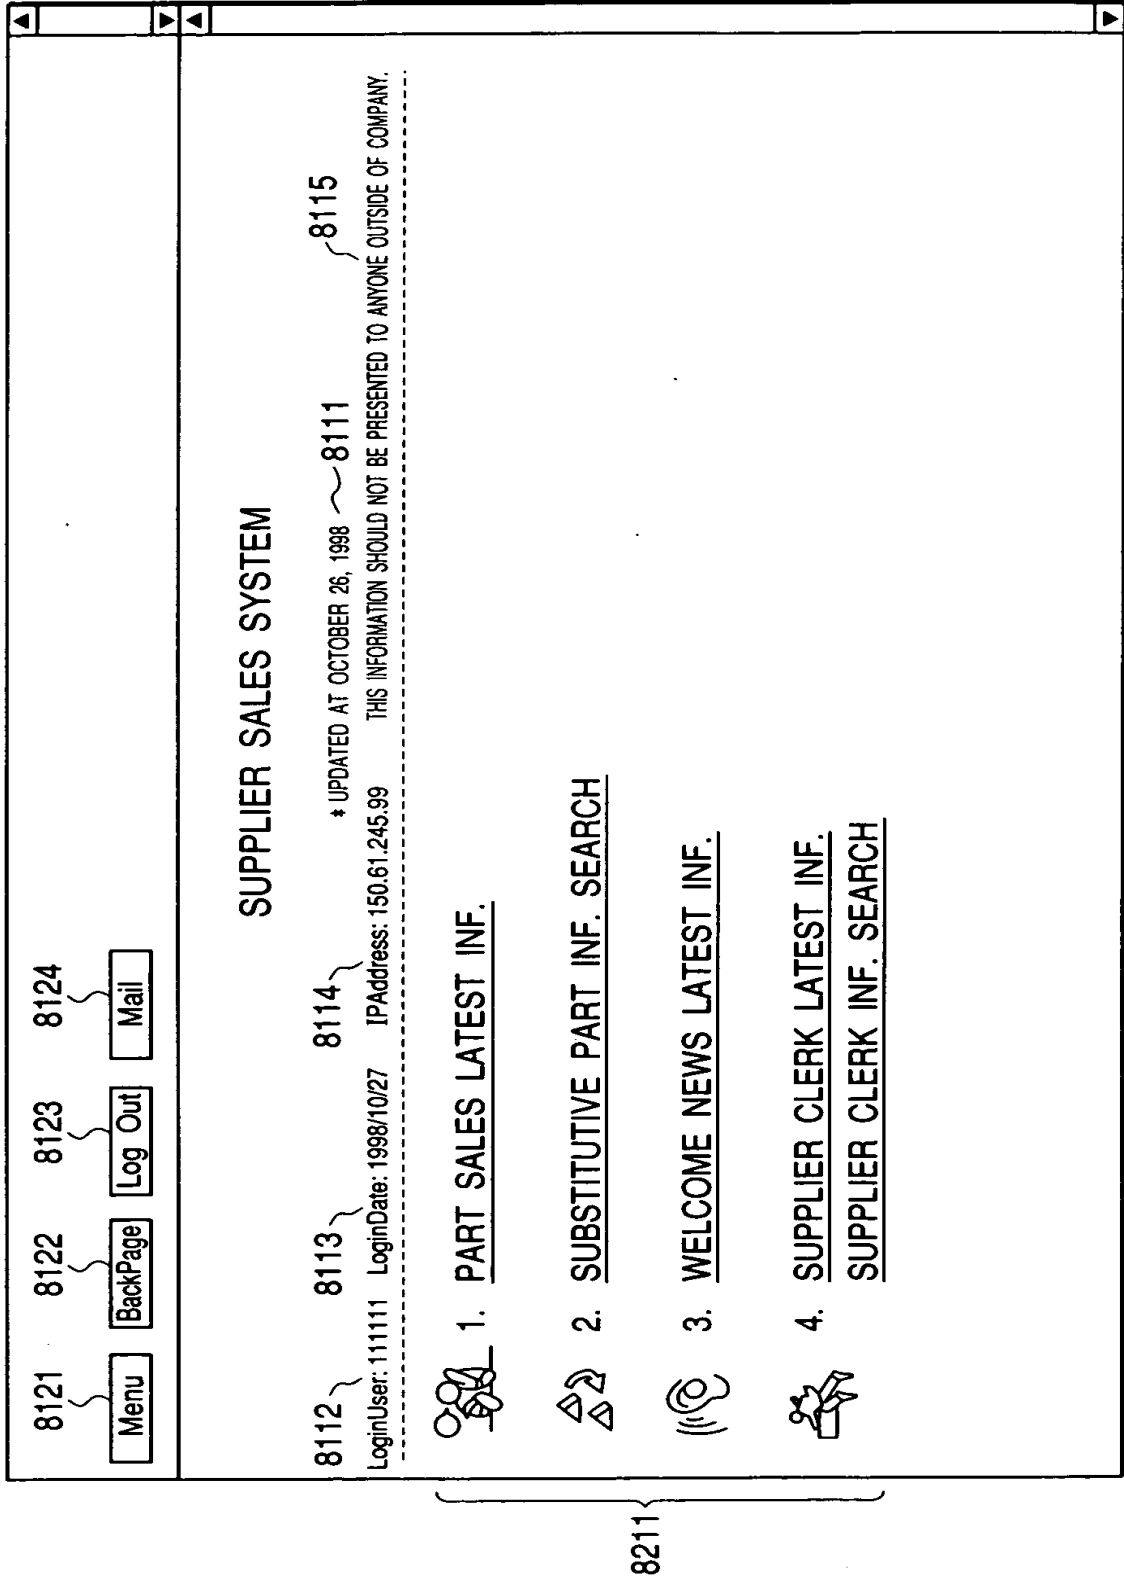 8121 8122 8123 8124
Menu BackPage Log Out Mail
SUPPLIER SALES SYSTEM
* UPDATED AT OCTOBER 26, 1998 8111
8112 8113 8114 8115
LoginUser: 111111 LoginDate: 1998/10/27 IPAddress: 150.61.245.99 THIS INFORMATION SHOULD NOT BE PRESENTED TO ANYONE OUTSIDE OF COMPANY.
1. PART SALES LATEST INF.
2. SUBSTITUTIVE PART INF. SEARCH
3. WELCOME NEWS LATEST INF.
4. SUPPLIER CLERK LATEST INF.
SUPPLIER CLERK INF. SEARCH
8211